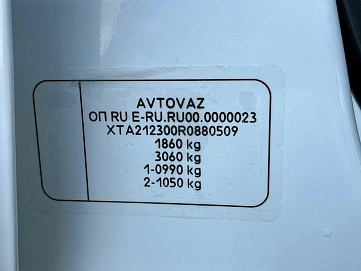 AVTOVAZ
ОП RU E-RU.RU00.0000023
XTA212300R0880509
1860 kg
3060 kg
1-0990 kg
2-1050 kg